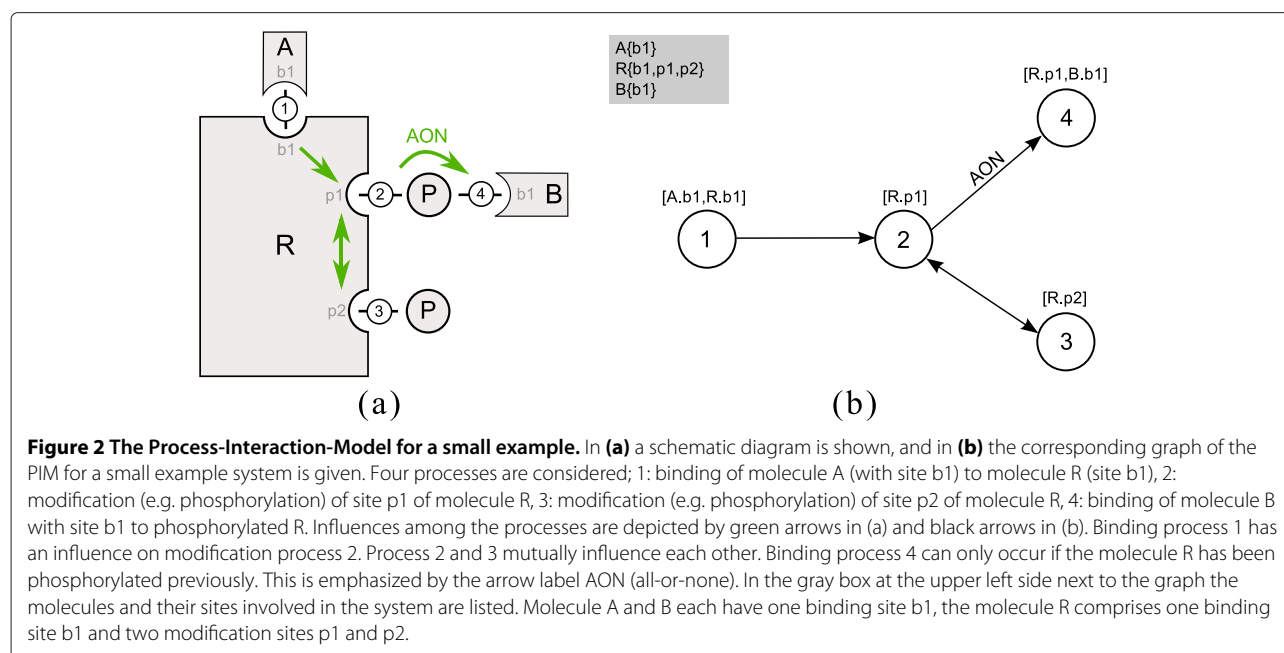 A
b1
1
b1
AON
p1
2
P
4
b1
B
R
p2
3
P
(a)
A{b1}
R{b1,p1,p2}
B{b1}
[R.p1,B.b1]
4
AON
[A.b1,R.b1]
[R.p1]
1
2
[R.p2]
3
(b)
Figure 2 The Process-Interaction-Model for a small example. In (a) a schematic diagram is shown, and in (b) the corresponding graph of the
PIM for a small example system is given. Four processes are considered; 1: binding of molecule A (with site b1) to molecule R (site b1), 2:
modification (e.g. phosphorylation) of site p1 of molecule R, 3: modification (e.g. phosphorylation) of site p2 of molecule R, 4: binding of molecule B
with site b1 to phosphorylated R. Influences among the processes are depicted by green arrows in (a) and black arrows in (b). Binding process 1 has
an influence on modification process 2. Process 2 and 3 mutually influence each other. Binding process 4 can only occur if the molecule R has been
phosphorylated previously. This is emphasized by the arrow label AON (all-or-none). In the gray box at the upper left side next to the graph the
molecules and their sites involved in the system are listed. Molecule A and B each have one binding site b1, the molecule R comprises one binding
site b1 and two modification sites p1 and p2.